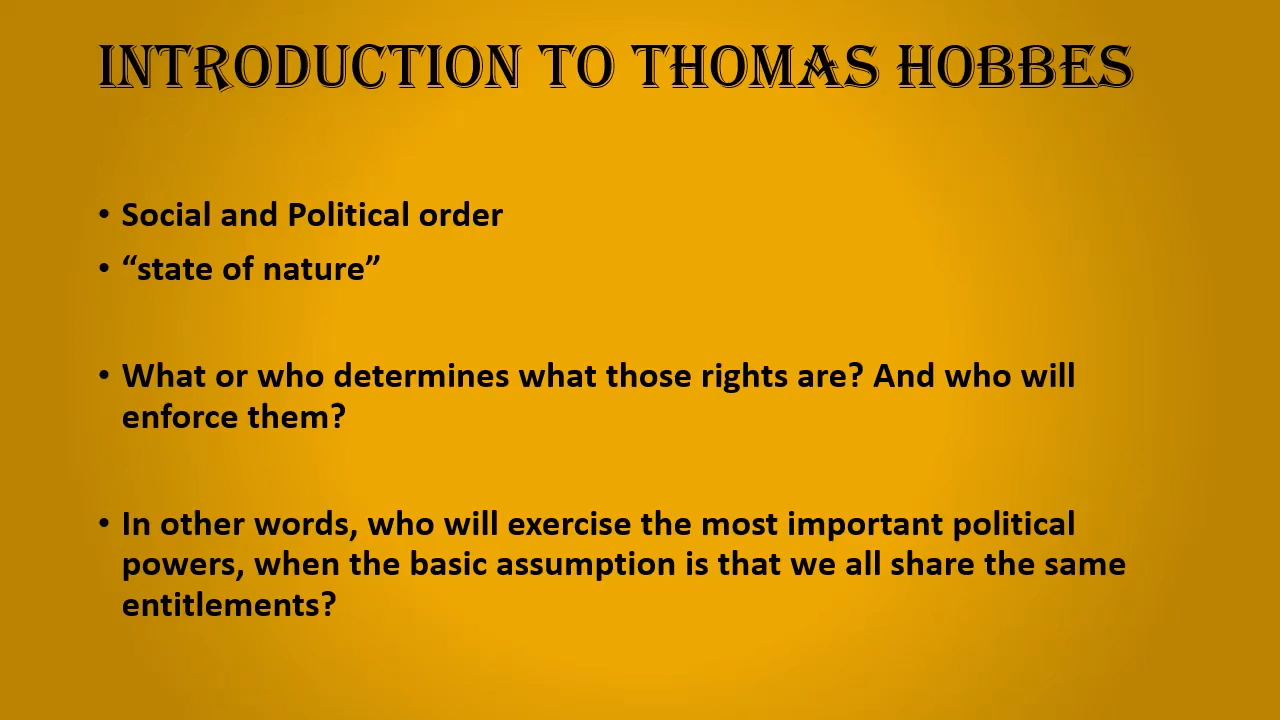 INTRODUCTION TO THOMAS HOBBES
• Social and Political order
• “state of nature”
• What or who determines what those rights are? And who will
enforce them?
• In other words, who will exercise the most important political
powers, when the basic assumption is that we all share the same
entitlements?